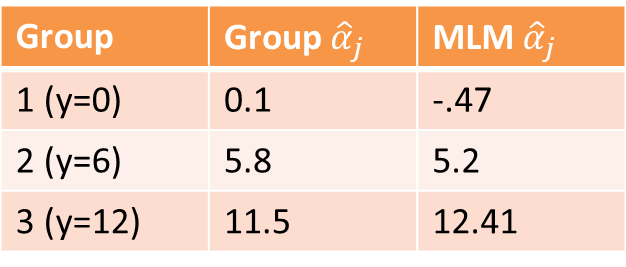 Group Group α̂ⱼ MLM α̂ⱼ
1 (y=0) 0.1 -.47
2 (y=6) 5.8 5.2
3 (y=12) 11.5 12.41